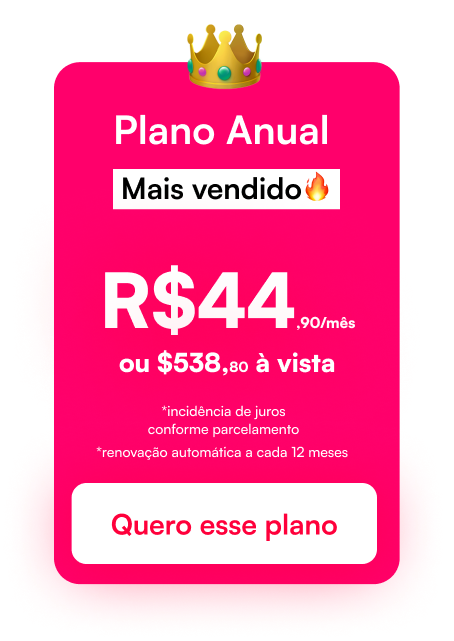 Plano Anual
Mais vendido🔥
R$44,90/mês
ou $538,80 à vista
*incidência de juros
conforme parcelamento
*renovação automática a cada 12 meses
Quero esse plano